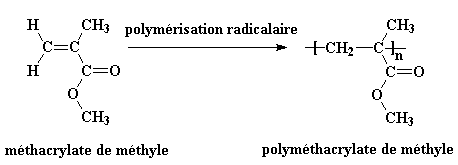 H CH3
polymérisation radicalaire
CH3
C=C
CH2 C
n
H C=O
C=O
O
O
CH3
CH3
méthacrylate de méthyle
polyméthacrylate de méthyle